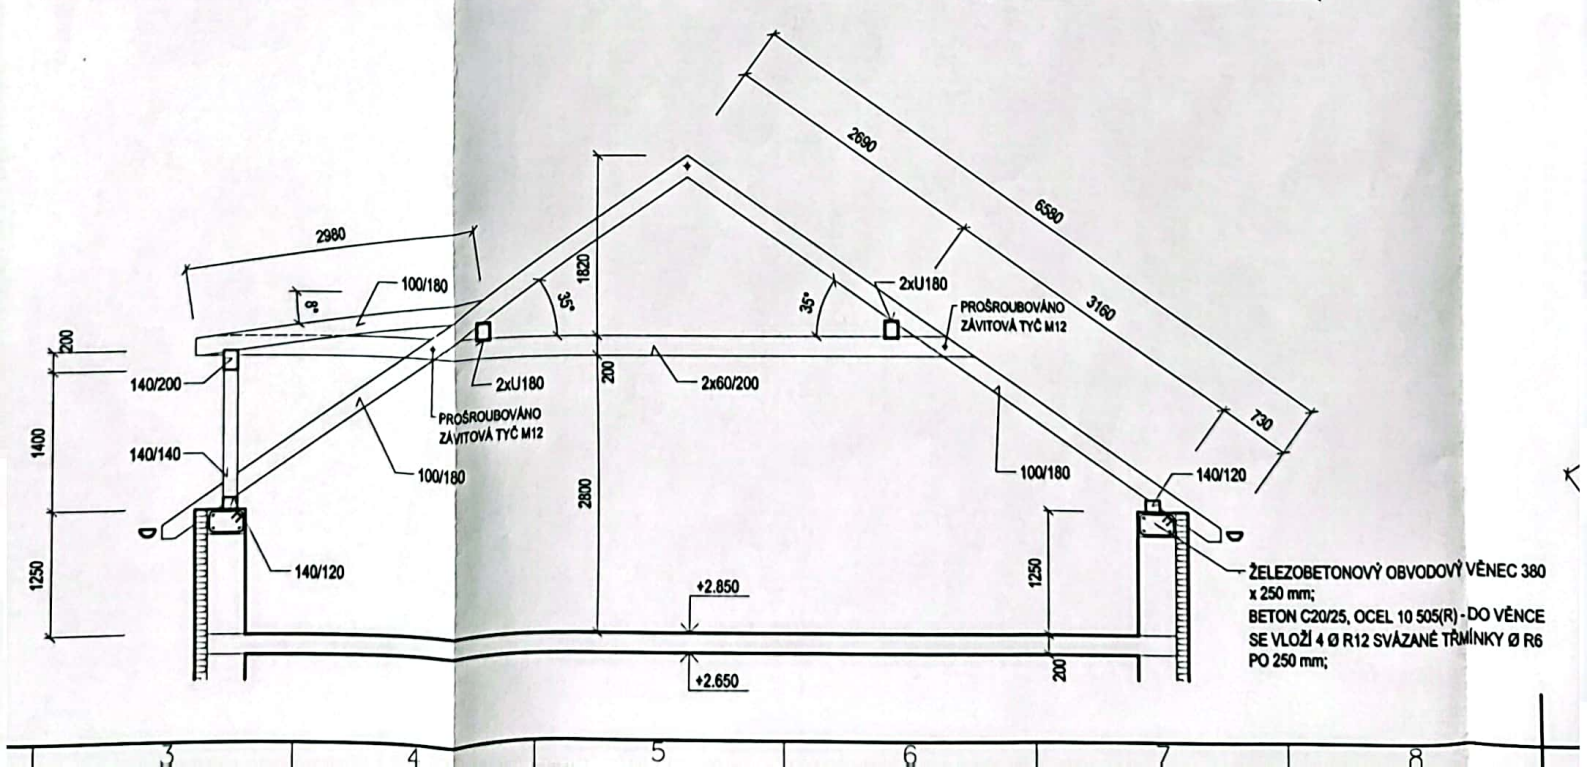 2690
6580
2980
8°
100/180
1820
35°
35°
2xU180
PROŠROUBOVÁNO
ZÁVITOVÁ TYČ M12
3160
200
140/200
2xU180
200
2x60/200
PROŠROUBOVÁNO
ZÁVITOVÁ TYČ M12
730
1400
140/140
100/180
2800
100/180
140/120
1250
140/120
+2.850
1250
ŽELEZOBETONOVÝ OBVODOVÝ VĚNEC 380
x 250 mm;
BETON C20/25, OCEL 10 505(R) - DO VĚNCE
SE VLOŽÍ 4 Ø R12 SVÁZANÉ TŘMÍNKY Ø R6
PO 250 mm;
+2.650
200
3 4 5 6 7 8